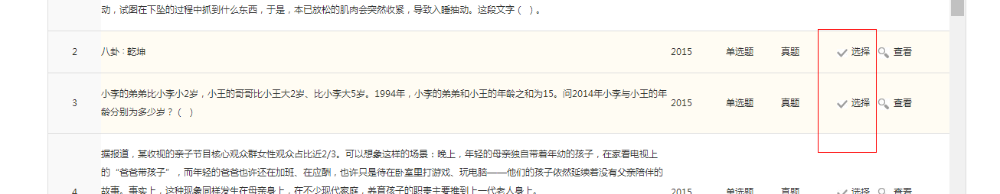 动，试图在下坠的过程中抓到什么东西，于是，本已放松的肌肉会突然收紧，导致入睡抽动。这段文字（  ）。
2 八卦：乾坤 2015 单选题 真题 选择 查看
小李的弟弟比小李小2岁，小王的哥哥比小王大2岁、比小李大5岁。1994年，小李的弟弟和小王的年龄之和为15。问2014年小李与小王的年
3 2015 单选题 真题 选择 查看
龄分别为多少岁？（  ）
据报道，某收视的亲子节目核心观众群女性观众占比近2/3。可以想象这样的场景：晚上，年轻的母亲独自带着年幼的孩子，在家看电视上
的“爸爸带孩子”，而年轻的爸爸也许还在加班、在应酬，也许只是待在卧室里打游戏、玩电脑——他们的孩子依然延续着没有父亲陪伴的
4 故事。事实上，这种现象同样发生在母亲身上，在不少现代家庭，养育孩子的职责主要推到上一代老人身上。 2015 单选题 真题 选择 查看